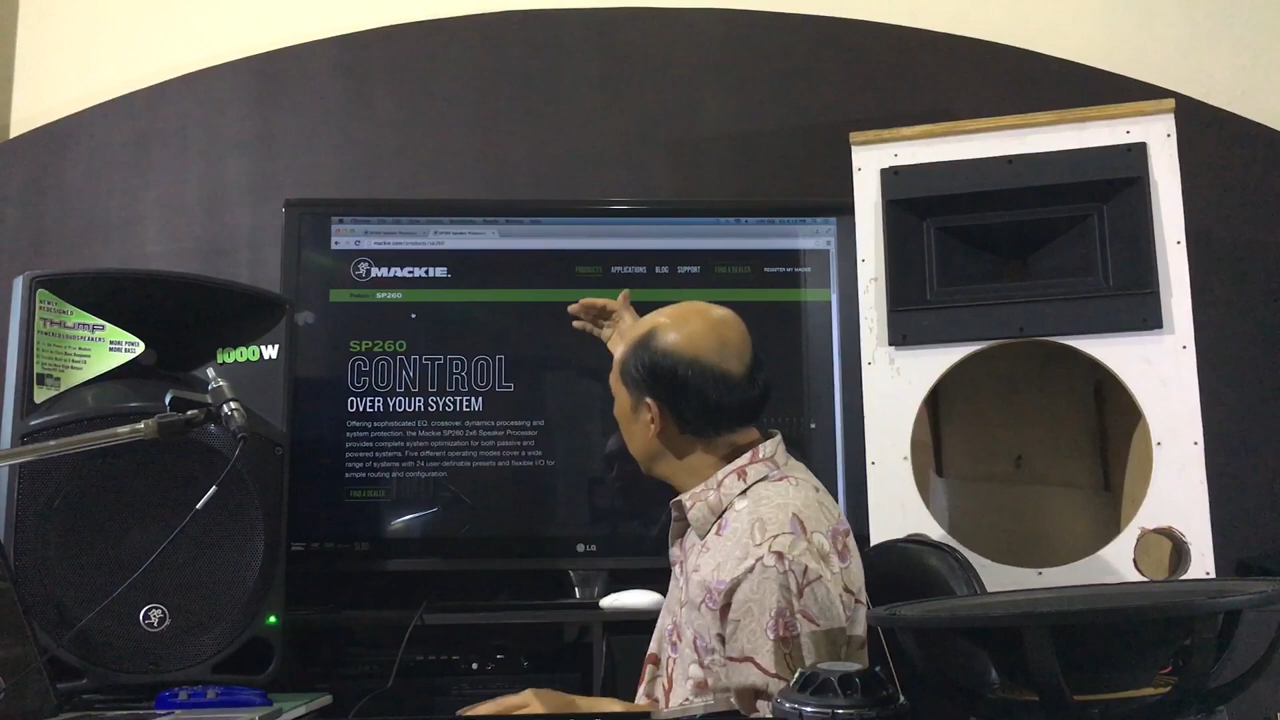 mackie.com/products/sp260
MACKIE.
PRODUCTS APPLICATIONS BLOG SUPPORT FIND A DEALER REGISTER MY MACKIE
SP260
SP260
CONTROL
OVER YOUR SYSTEM
Offering sophisticated EQ, crossover, dynamics processing and
system protection, the Mackie SP260 2x6 Speaker Processor
provides complete system optimization for both passive and
powered systems. Five different operating modes cover a wide
range of systems with 24 user-definable presets and flexible I/O for
simple routing and configuration.
FIND A DEALER
LG
NEWLY
REDESIGNED
THUMP
POWERED LOUDSPEAKERS
MORE POWER
MORE BASS
1000W